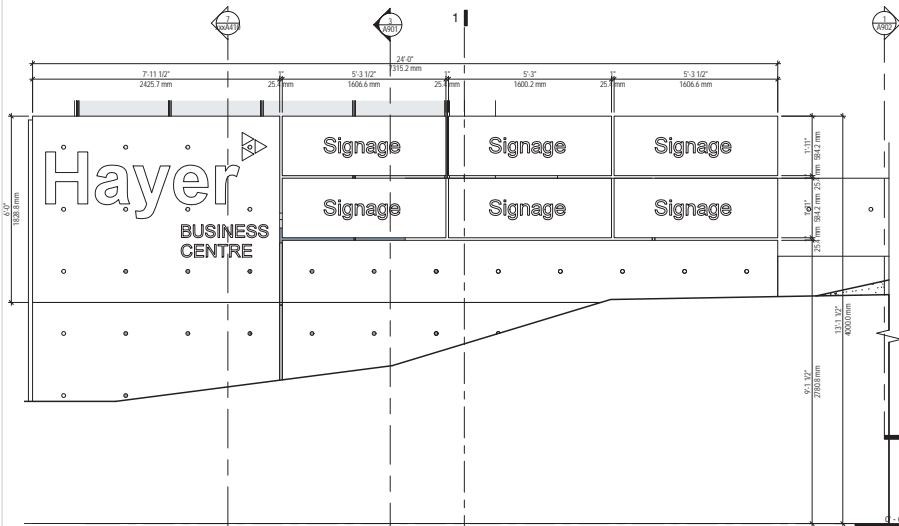 7
3
A901
1
1
A902
24'-0"
7315.2 mm
7'-11 1/2"
1"
5'-3 1/2"
1"
5'-3"
1"
5'-3 1/2"
2425.7 mm
25.4 mm
1606.6 mm
25.4 mm
1600.2 mm
25.4 mm
1606.6 mm
Hayer
BUSINESS
CENTRE
Signage
Signage
Signage
Signage
Signage
Signage
6'-0"
1828.8 mm
1'-11"
584.2 mm
25.4 mm
584.2 mm
25.4 mm
13'-1 1/2"
4000.0 mm
9'-1 1/2"
2780.8 mm